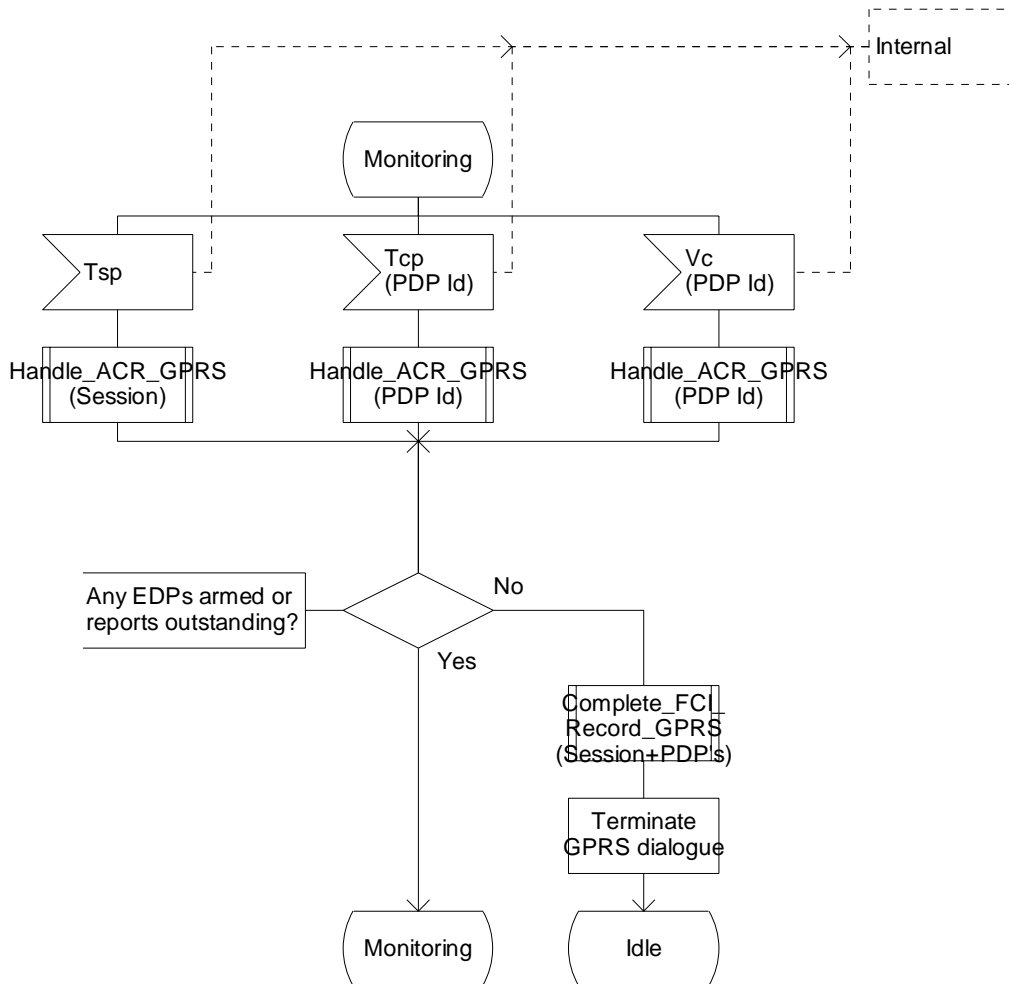 Internal
Monitoring
Tsp
Tcp
(PDP Id)
Vc
(PDP Id)
Handle_ACR_GPRS
(Session)
Handle_ACR_GPRS
(PDP Id)
Handle_ACR_GPRS
(PDP Id)
Any EDPs armed or
reports outstanding?
No
Yes
Complete_FCI_
Record_GPRS
(Session+PDP's)
Terminate
GPRS dialogue
Monitoring
Idle